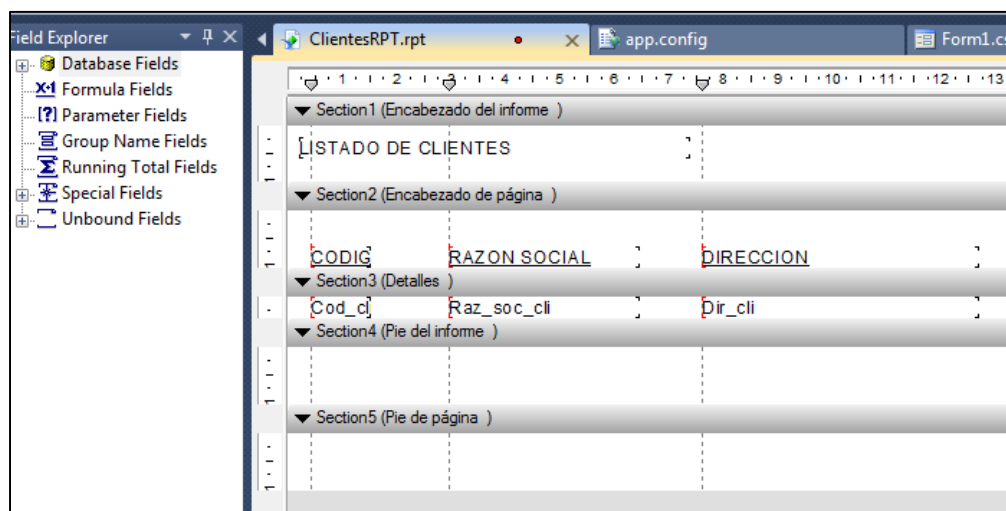 Field Explorer
Database Fields
Formula Fields
Parameter Fields
Group Name Fields
Running Total Fields
Special Fields
Unbound Fields
ClientesRPT.rpt
app.config
Form1.cs
1 2 3 4 5 6 7 8 9 10 11 12 13
Section1 (Encabezado del informe )
LISTADO DE CLIENTES
Section2 (Encabezado de página )
CODIG RAZON SOCIAL DIRECCION
Section3 (Detalles )
Cod_cl Raz_soc_cli Dir_cli
Section4 (Pie del informe )
1
Section5 (Pie de página )
1